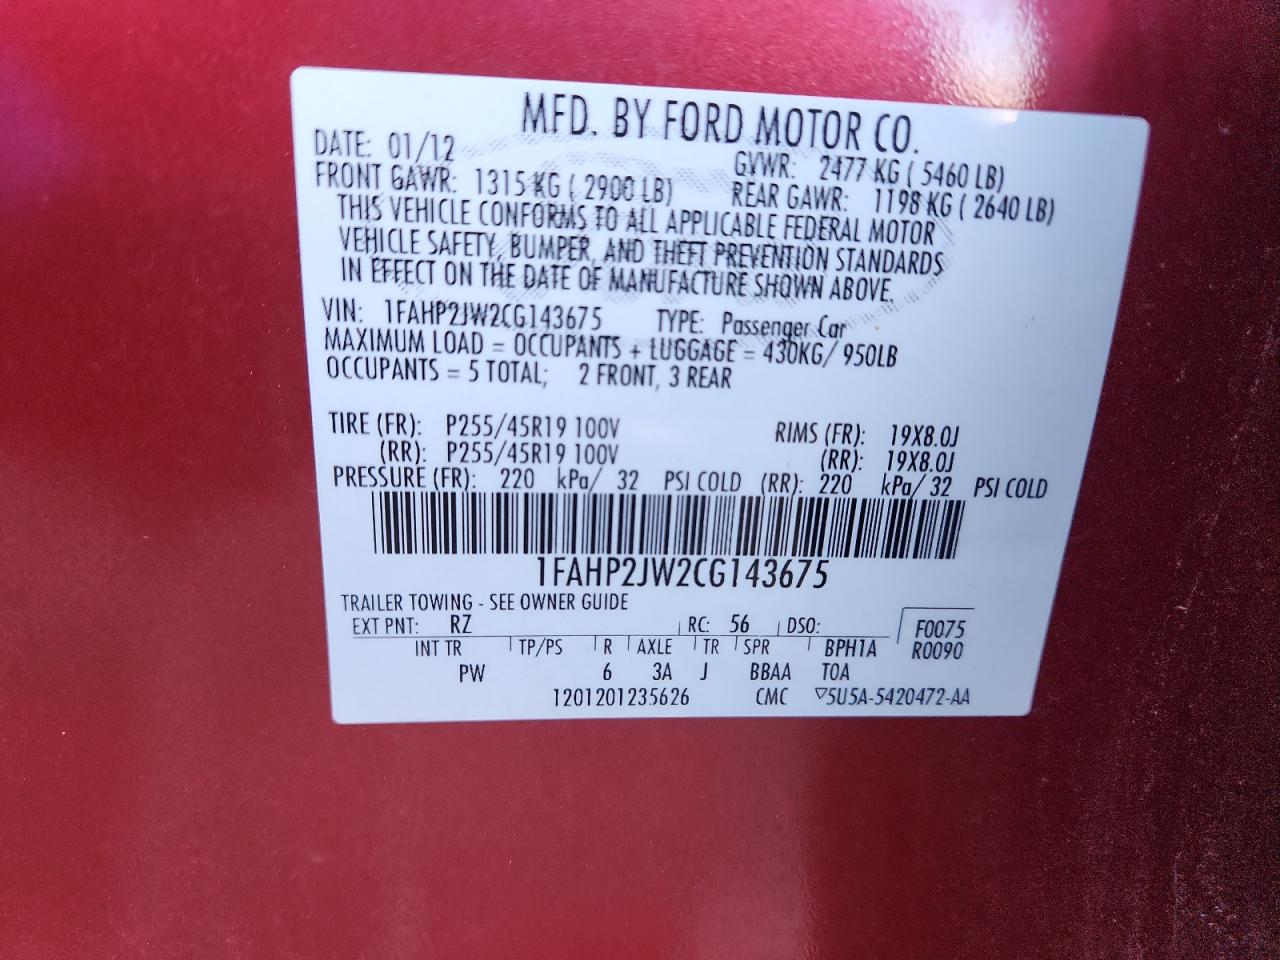 MFD. BY FORD MOTOR CO.
DATE: 01/12 GVWR: 2477 KG ( 5460 LB)
FRONT GAWR: 1315 KG ( 2900 LB) REAR GAWR: 1198 KG ( 2640 LB)
THIS VEHICLE CONFORMS TO ALL APPLICABLE FEDERAL MOTOR
VEHICLE SAFETY, BUMPER, AND THEFT PREVENTION STANDARDS
IN EFFECT ON THE DATE OF MANUFACTURE SHOWN ABOVE.
VIN: 1FAHP2JW2CG143675 TYPE: Passenger Car
MAXIMUM LOAD = OCCUPANTS + LUGGAGE = 430KG/ 950LB
OCCUPANTS = 5 TOTAL; 2 FRONT, 3 REAR
TIRE (FR): P255/45R19 100V RIMS (FR): 19X8.0J
(RR): P255/45R19 100V (RR): 19X8.0J
PRESSURE (FR): 220 kPa/ 32 PSI COLD (RR): 220 kPa/ 32 PSI COLD
1FAHP2JW2CG143675
TRAILER TOWING - SEE OWNER GUIDE
EXT PNT: RZ RC: 56 DSO: F0075
INT TR TP/PS R AXLE TR SPR BPH1A R0090
PW 6 3A J BBAA TOA
1201201235626 CMC ▽5U5A-5420472-AA